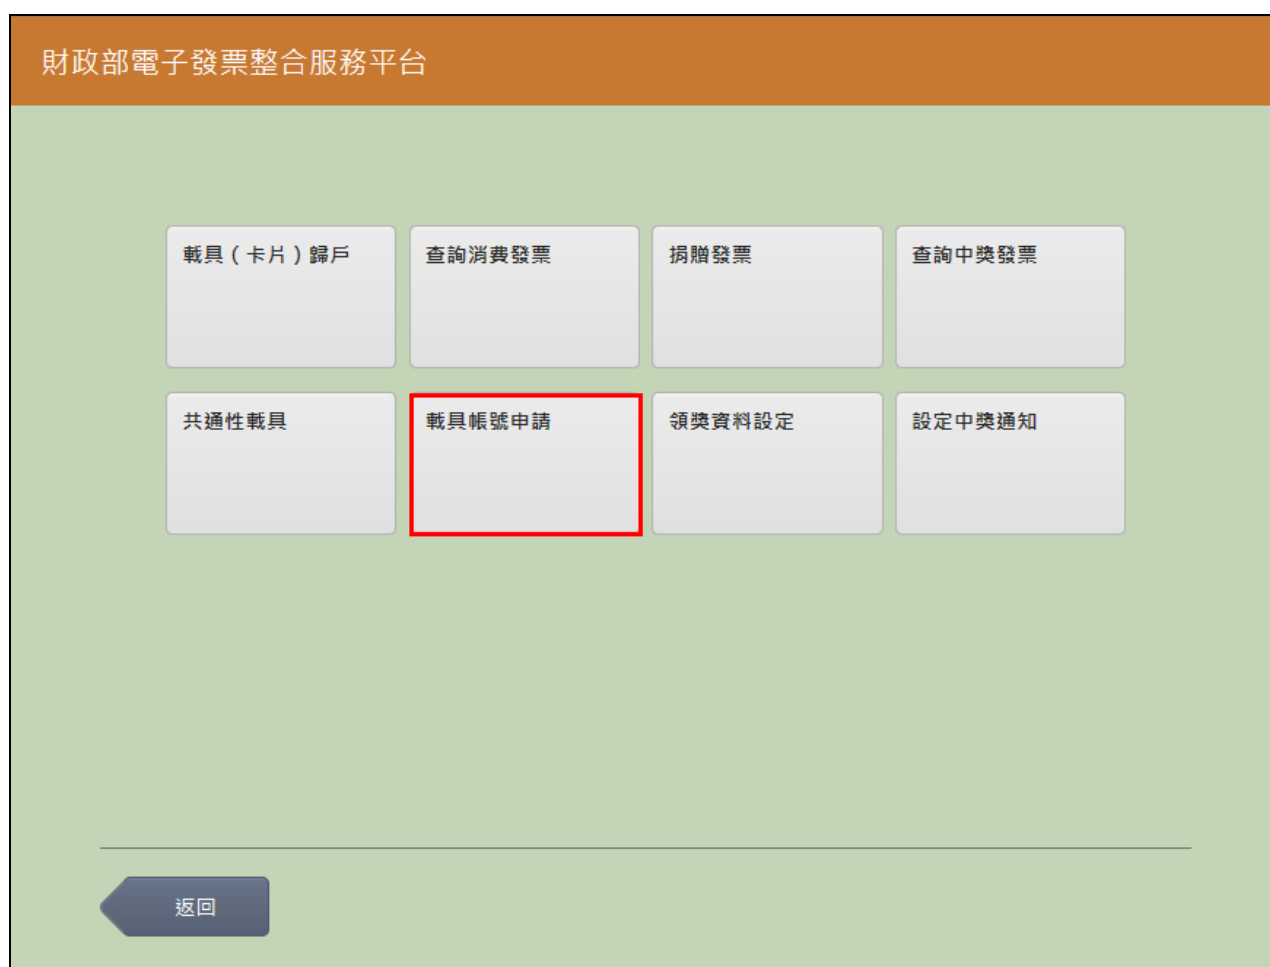 財政部電子發票整合服務平台
載具（卡片）歸戶
查詢消費發票
捐贈發票
查詢中獎發票
共通性載具
載具帳號申請
領獎資料設定
設定中獎通知
返回